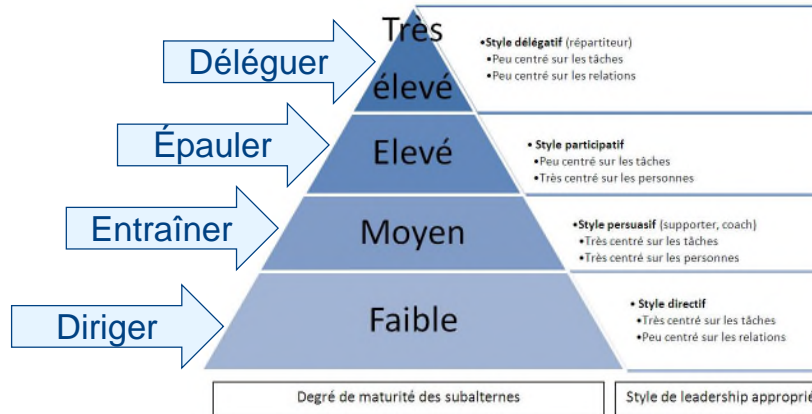 Déléguer
Très
élevé
•Style délégatif (répartiteur)
•Peu centré sur les tâches
•Peu centré sur les relations
Épauler
Elevé
• Style participatif
•Peu centré sur les tâches
•Très centré sur les personnes
Entraîner
Moyen
•Style persuasif (supporter, coach)
•Très centré sur les tâches
•Très centré sur les personnes
Diriger
Faible
• Style directif
•Très centré sur les tâches
•Peu centré sur les relations
Degré de maturité des subalternes
Style de leadership approprié